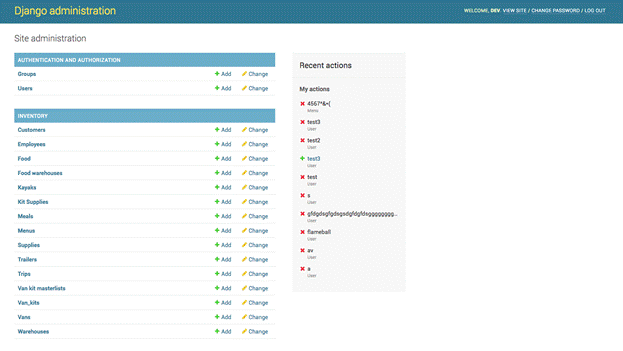 Django administration
WELCOME, DEV. VIEW SITE / CHANGE PASSWORD / LOG OUT
Site administration
AUTHENTICATION AND AUTHORIZATION
Groups Add Change
Users Add Change
INVENTORY
Customers Add Change
Employees Add Change
Food Add Change
Food warehouses Add Change
Kayaks Add Change
Kit Supplies Add Change
Meals Add Change
Menus Add Change
Supplies Add Change
Trailers Add Change
Trips Add Change
Van kit masterlists Add Change
Van_kits Add Change
Vans Add Change
Warehouses Add Change
Recent actions
My actions
Menu
test3
User
test2
User
test3
User
test
User
s
User
User
flameball
User
av
User
a
User